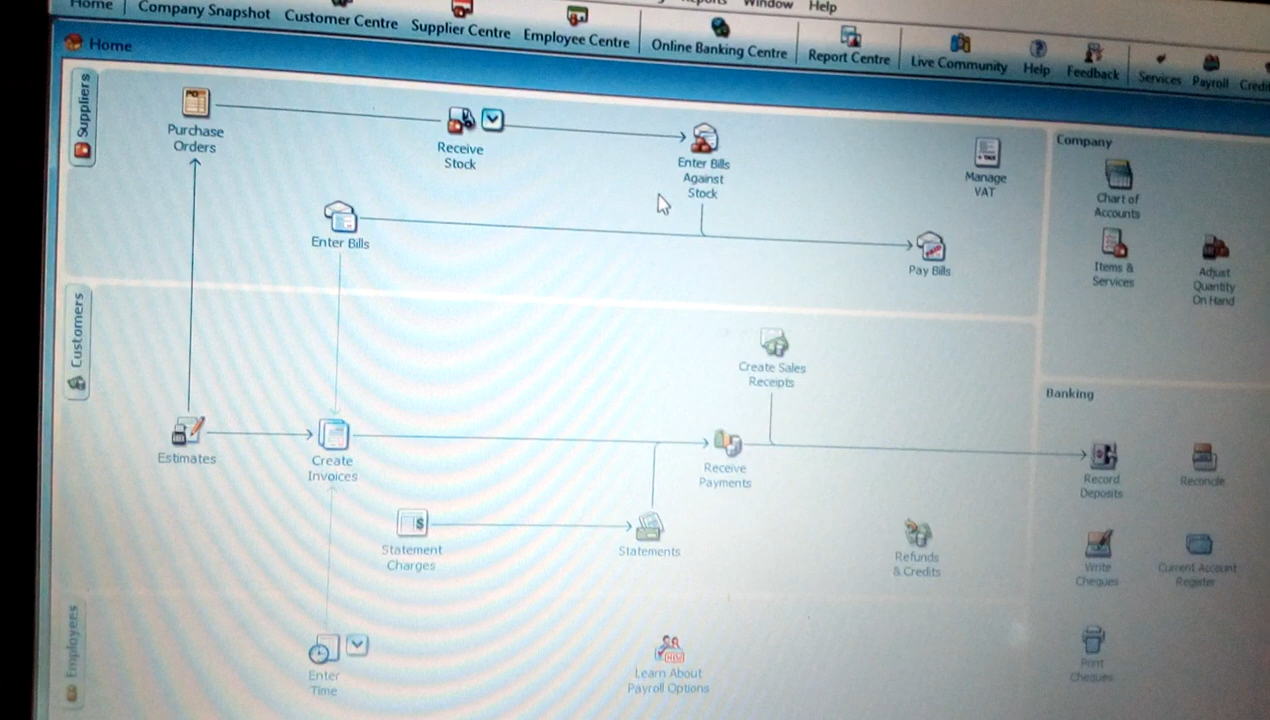 Window Help
Home Company Snapshot Customer Centre Supplier Centre Employee Centre Online Banking Centre Report Centre Live Community Help Feedback Services Payroll
Home
Suppliers
Purchase
Orders
Receive
Stock
Enter Bills
Against
Stock
Manage
VAT
Enter Bills
Pay Bills
Company
Chart of
Accounts
Items &
Services
Adjust
Quantity
On Hand
Customers
Create Sales
Receipts
Estimates
Create
Invoices
Receive
Payments
Statement
Charges
Statements
Refunds
& Credits
Banking
Record
Deposits
Reconcile
Write
Cheques
Current Account
Register
Print
Cheques
Employees
Enter
Time
Learn About
Payroll Options